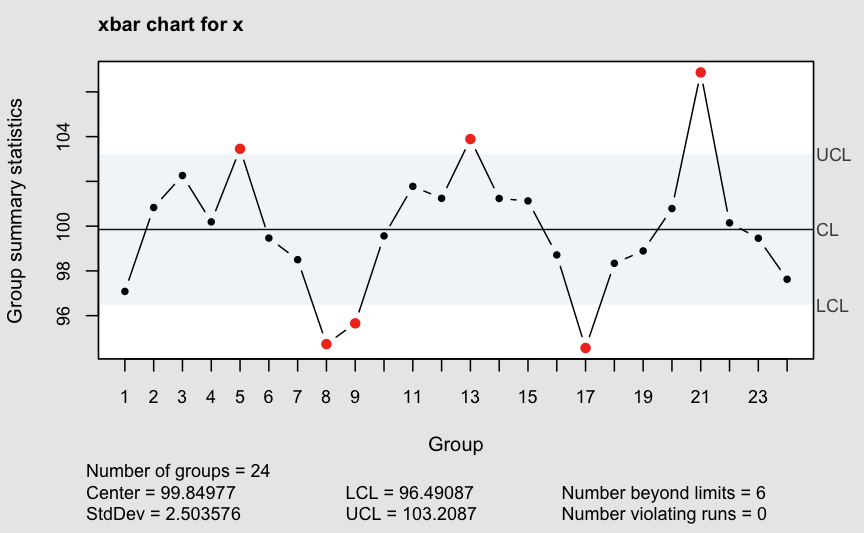 xbar chart for x
Group summary statistics
104
100
98
96
UCL
CL
LCL
1 2 3 4 5 6 7 8 9 11 13 15 17 19 21 23
Group
Number of groups = 24
Center = 99.84977 LCL = 96.49087 Number beyond limits = 6
StdDev = 2.503576 UCL = 103.2087 Number violating runs = 0